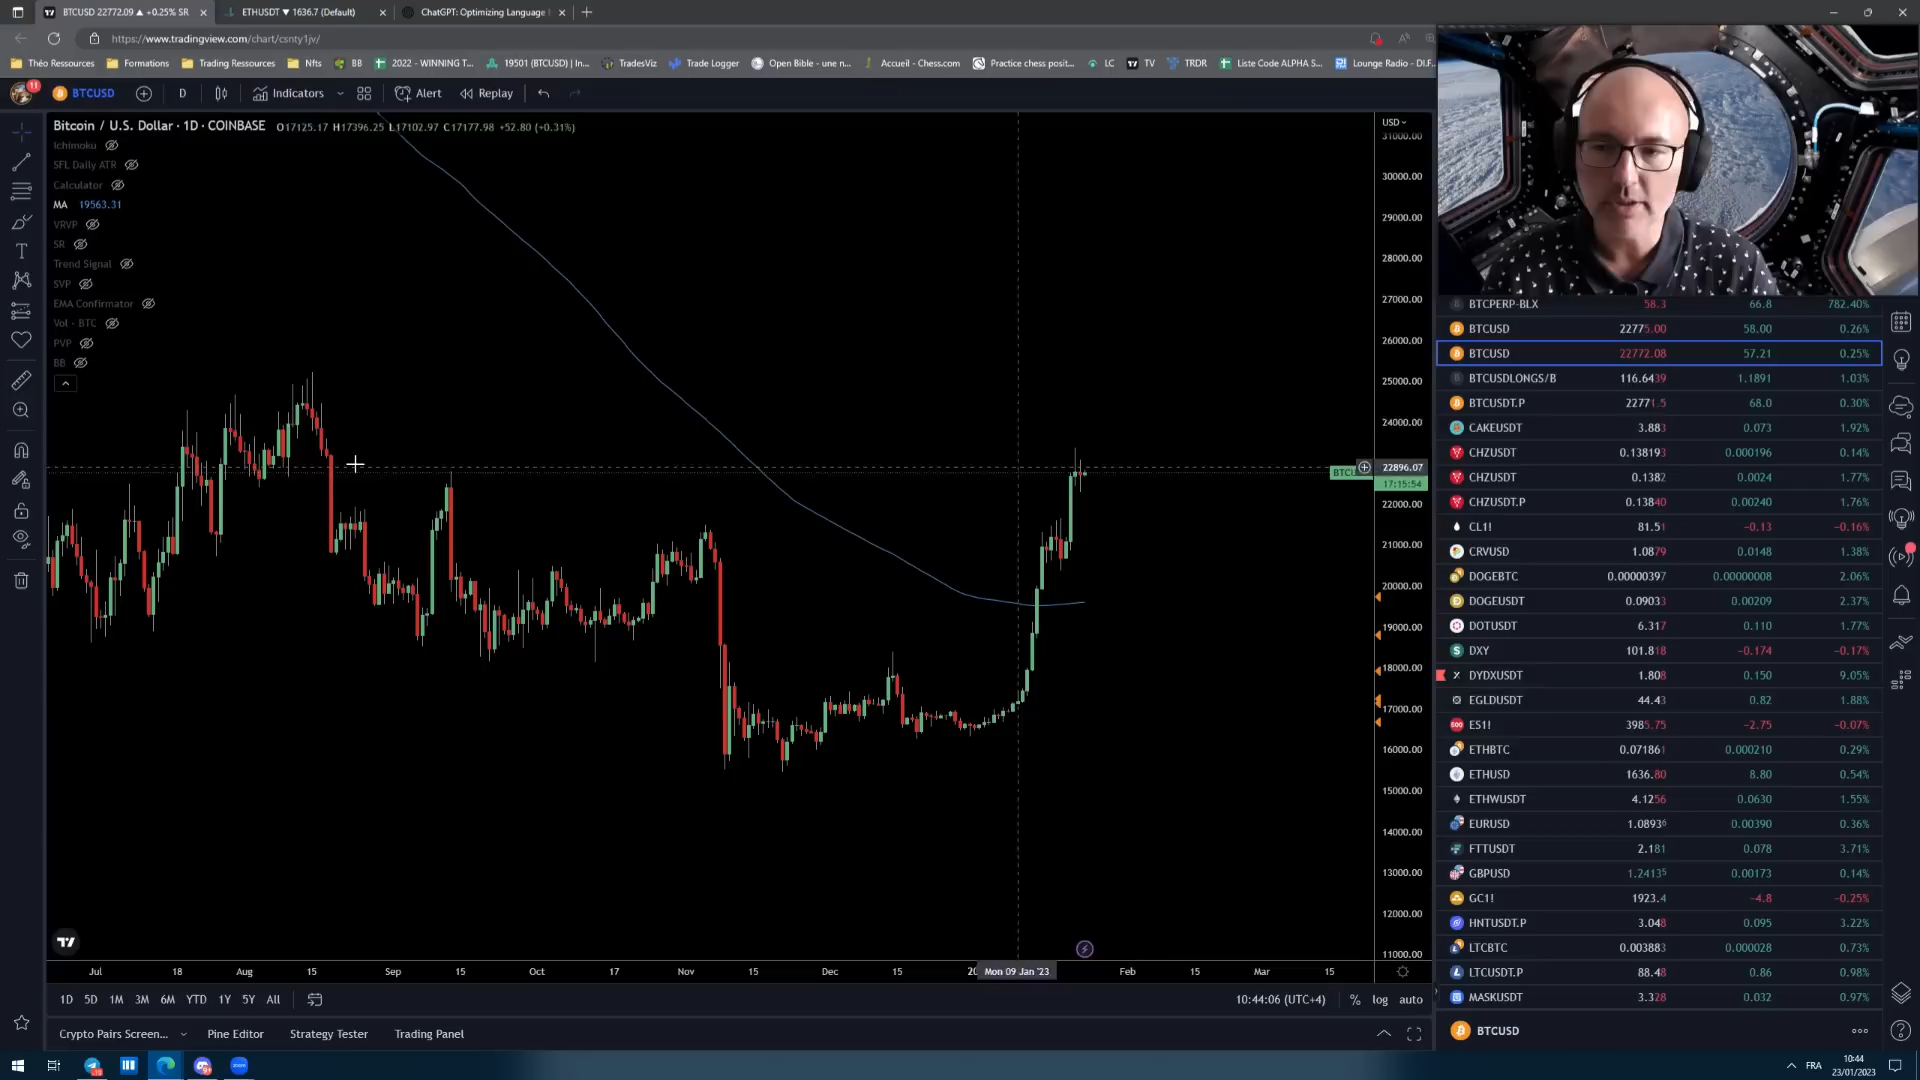 BTCUSD 22772.09 ▲ +0.25% SR
ETHUSDT ▼ 1636.7 (Default)
ChatGPT: Optimizing Language
https://www.tradingview.com/chart/csnty1jv/
Théo Ressources
Formations
Trading Ressources
Nfts
BB
2022 - WINNING T...
19501 (BTCUSD) | In...
TradesViz
Trade Logger
Open Bible - une n...
Accueil - Chess.com
Practice chess posit...
LC
TV
TRDR
Liste Code ALPHA S...
Lounge Radio - DI.F...
11
BTCUSD
D
Indicators
Alert
Replay
Bitcoin / U.S. Dollar · 1D · COINBASE O17125.17 H17396.25 L17102.97 C17177.98 +52.80 (+0.31%)
Ichimoku
SFL Daily ATR
Calculator
MA 19563.31
VRVP
SR
Trend Signal
SVP
EMA Confirmator
Vol · BTC
PVP
BB
USD
31000.00
30000.00
29000.00
28000.00
27000.00
26000.00
25000.00
24000.00
22896.07
17:15:54
22000.00
21000.00
20000.00
19000.00
18000.00
17000.00
16000.00
15000.00
14000.00
13000.00
12000.00
11000.00
Jul 18 Aug 15 Sep 15 Oct 17 Nov 15 Dec 15 Mon 09 Jan '23 Feb 15 Mar 15
1D 5D 1M 3M 6M YTD 1Y 5Y All
10:44:06 (UTC+4) % log auto
Crypto Pairs Screen...
Pine Editor
Strategy Tester
Trading Panel
BTCPERP-BLX 58.3 66.8 782.40%
BTCUSD 22775.00 58.00 0.26%
BTCUSD 22772.08 57.21 0.25%
BTCUSDLONGS/B 116.6439 1.1891 1.03%
BTCUSDT.P 22771.5 68.0 0.30%
CAKEUSDT 3.883 0.073 1.92%
CHZUSDT 0.138193 0.000196 0.14%
CHZUSDT 0.1382 0.0024 1.77%
CHZUSDT.P 0.13840 0.00240 1.76%
CL1! 81.51 −0.13 −0.16%
CRVUSD 1.0879 0.0148 1.38%
DOGEBTC 0.00000397 0.00000008 2.06%
DOGEUSDT 0.09033 0.00209 2.37%
DOTUSDT 6.317 0.110 1.77%
DXY 101.818 −0.174 −0.17%
DYDXUSDT 1.808 0.150 9.05%
EGLDUSDT 44.43 0.82 1.88%
ES1! 3985.75 −2.75 −0.07%
ETHBTC 0.071861 0.000210 0.29%
ETHUSD 1636.80 8.80 0.54%
ETHWUSDT 4.1256 0.0630 1.55%
EURUSD 1.08936 0.00390 0.36%
FTTUSDT 2.181 0.078 3.71%
GBPUSD 1.24135 0.00173 0.14%
GC1! 1923.4 −4.8 −0.25%
HNTUSDT.P 3.048 0.095 3.22%
LTCBTC 0.003883 0.000028 0.73%
LTCUSDT.P 88.48 0.86 0.98%
MASKUSDT 3.328 0.032 0.97%
BTCUSD
FRA
10:44
23/01/2023